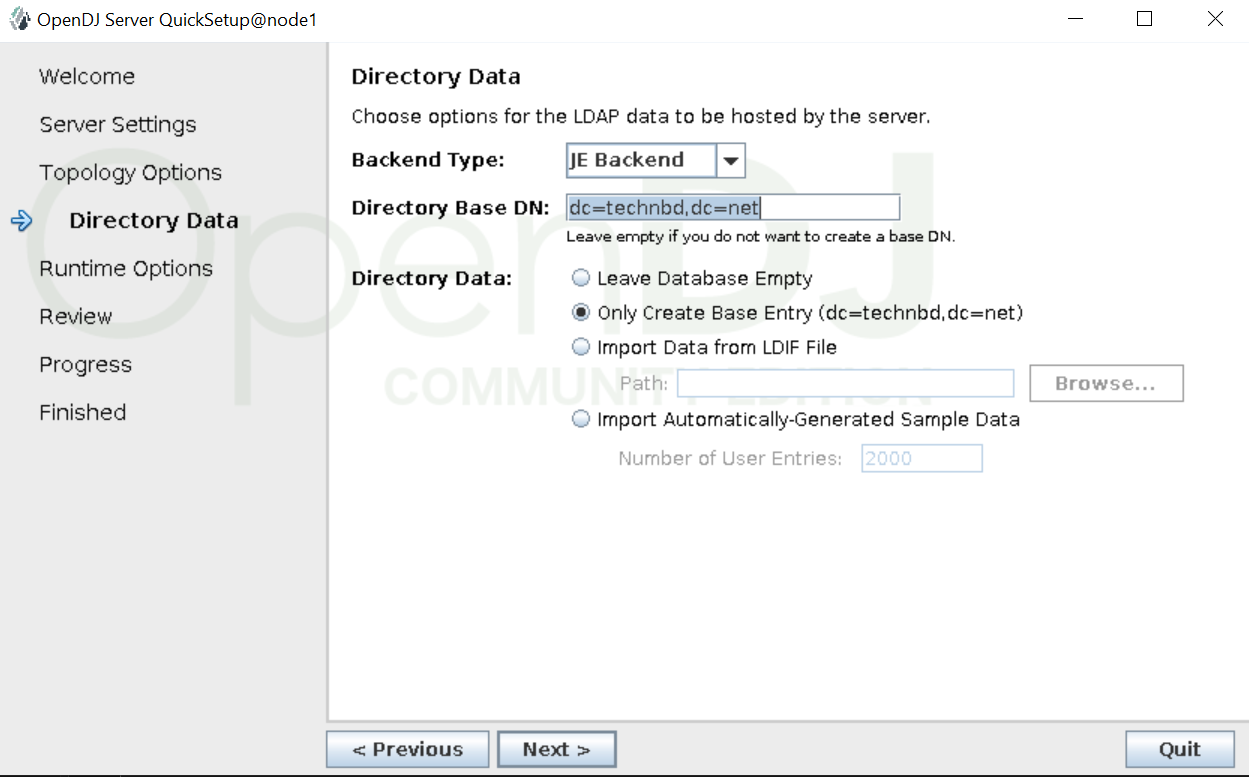 OpenDJ Server QuickSetup@node1
Welcome
Server Settings
Topology Options
Directory Data
Runtime Options
Review
Progress
Finished
OpenDJ
COMMUNITY EDITION
Directory Data
Choose options for the LDAP data to be hosted by the server.
Backend Type: JE Backend
Directory Base DN: dc=technbd,dc=net
Leave empty if you do not want to create a base DN.
Directory Data: Leave Database Empty
Only Create Base Entry (dc=technbd,dc=net)
Import Data from LDIF File
Path: Browse...
Import Automatically-Generated Sample Data
Number of User Entries: 2000
< Previous Next > Quit